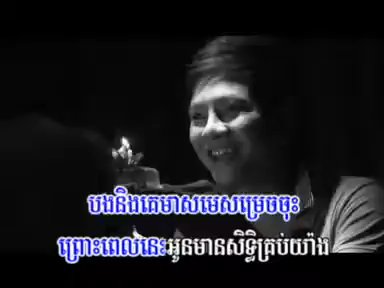 បងនិងគេមាសមេសម្រេចចុះ
ព្រោះពេលនេះអូនមានសិទ្ធិគ្រប់យ៉ាង